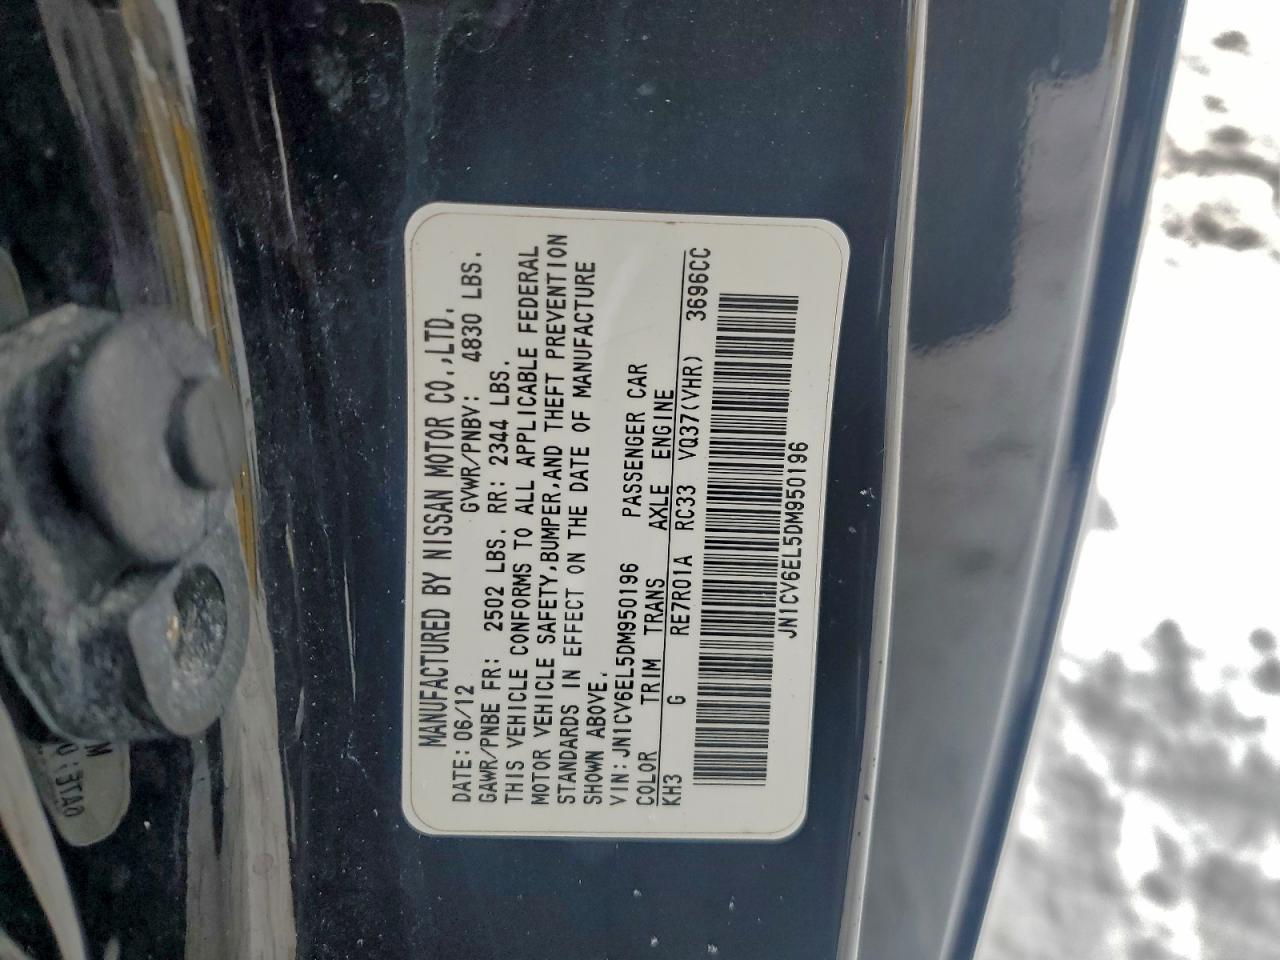 MANUFACTURED BY NISSAN MOTOR CO.,LTD.
DATE: 06/12 GVWR/PNBV: 4830 LBS.
GAWR/PNBE FR: 2502 LBS. RR: 2344 LBS.
THIS VEHICLE CONFORMS TO ALL APPLICABLE FEDERAL
MOTOR VEHICLE SAFETY,BUMPER,AND THEFT PREVENTION
STANDARDS IN EFFECT ON THE DATE OF MANUFACTURE
SHOWN ABOVE.
VIN: JN1CV6EL5DM950196 PASSENGER CAR
COLOR TRIM TRANS AXLE ENGINE
KH3 G RE7R01A RC33 VQ37(VHR) 3696CC
JN1CV6EL5DM950196